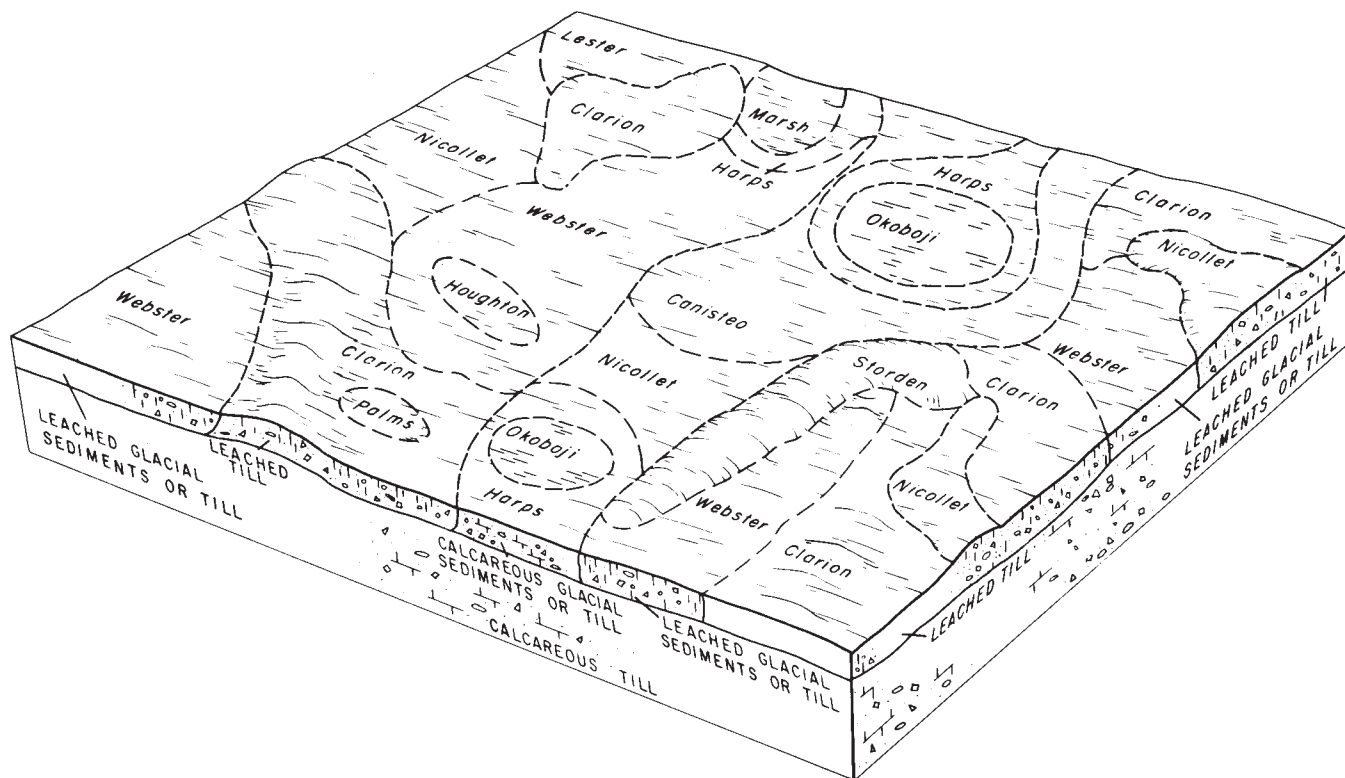 Lester
Clarion
Marsh
Nicollet
Harps
Harps
Clarion
Okoboji
Nicollet
Webster
Houghton
Canisteo
Webster
Clarion
Palms
Nicollet
Storden
Clarion
Webster
Okoboji
Harps
Webster
Nicollet
Clarion
LEACHED GLACIAL
SEDIMENTS OR TILL
LEACHED
TILL
CALCAREOUS GLACIAL
SEDIMENTS OR TILL
CALCAREOUS TILL
LEACHED GLACIAL
SEDIMENTS OR TILL
LEACHED TILL
LEACHED TILL
LEACHED GLACIAL
SEDIMENTS OR TILL